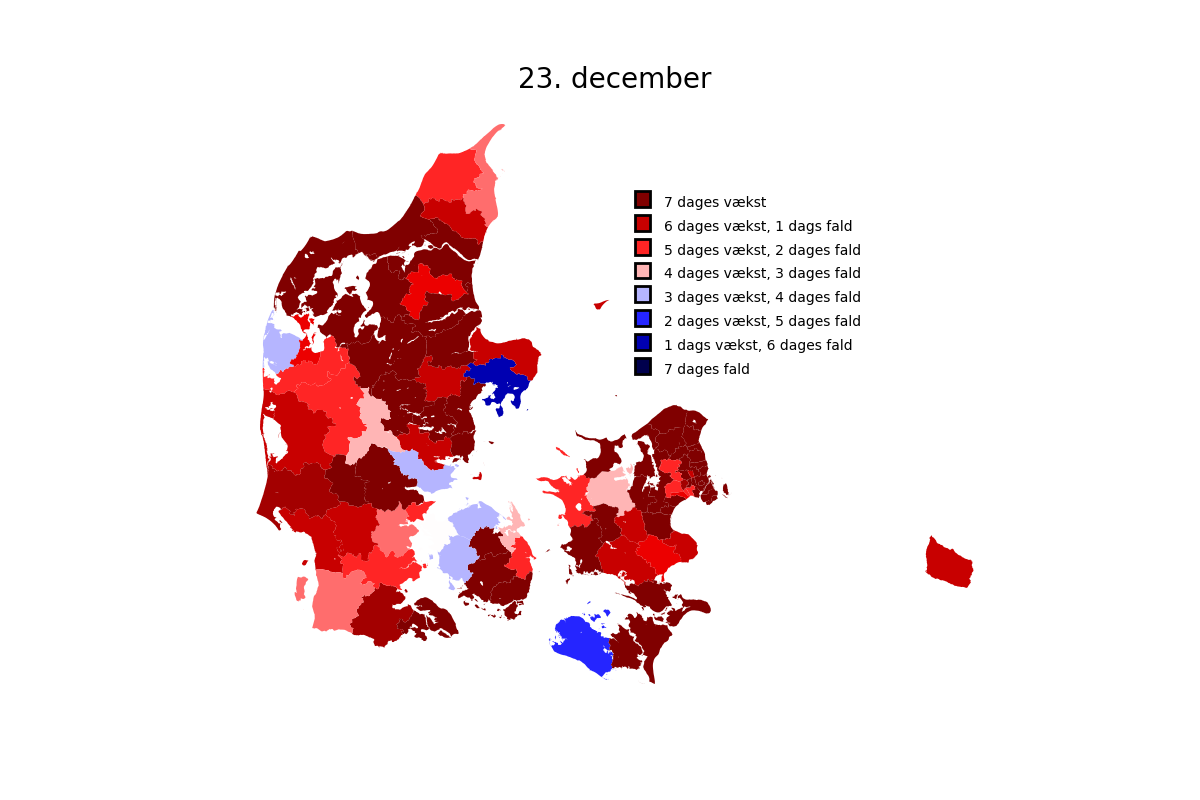 23. december
7 dages vækst
6 dages vækst, 1 dags fald
5 dages vækst, 2 dages fald
4 dages vækst, 3 dages fald
3 dages vækst, 4 dages fald
2 dages vækst, 5 dages fald
1 dags vækst, 6 dages fald
7 dages fald